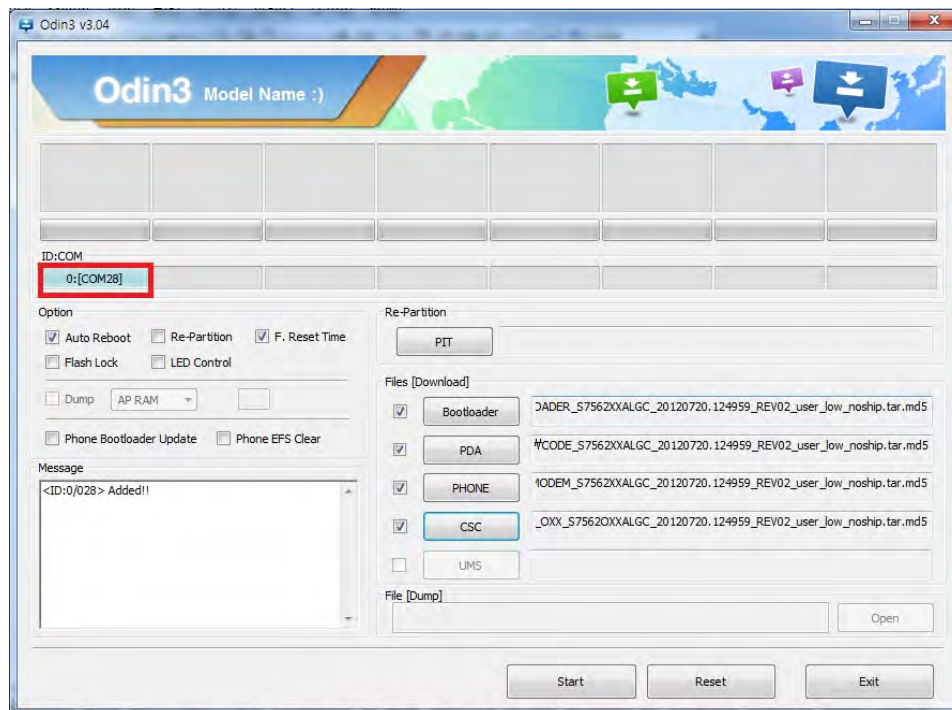 Odin3 v3.04
Odin3 Model Name :)
ID:COM
0:[COM28]
Option
Auto Reboot Re-Partition F. Reset Time
Flash Lock LED Control
Dump AP RAM
Phone Bootloader Update Phone EFS Clear
Message
<ID:0/028> Added!!
Re-Partition
PIT
Files [Download]
Bootloader DADER_S7562XXALGC_20120720.124959_REV02_user_low_noship.tar.md5
PDA #CODE_S7562XXALGC_20120720.124959_REV02_user_low_noship.tar.md5
PHONE MODEM_S7562XXALGC_20120720.124959_REV02_user_low_noship.tar.md5
CSC _OXX_S7562OXXALGC_20120720.124959_REV02_user_low_noship.tar.md5
UMS
File [Dump]
Open
Start Reset Exit